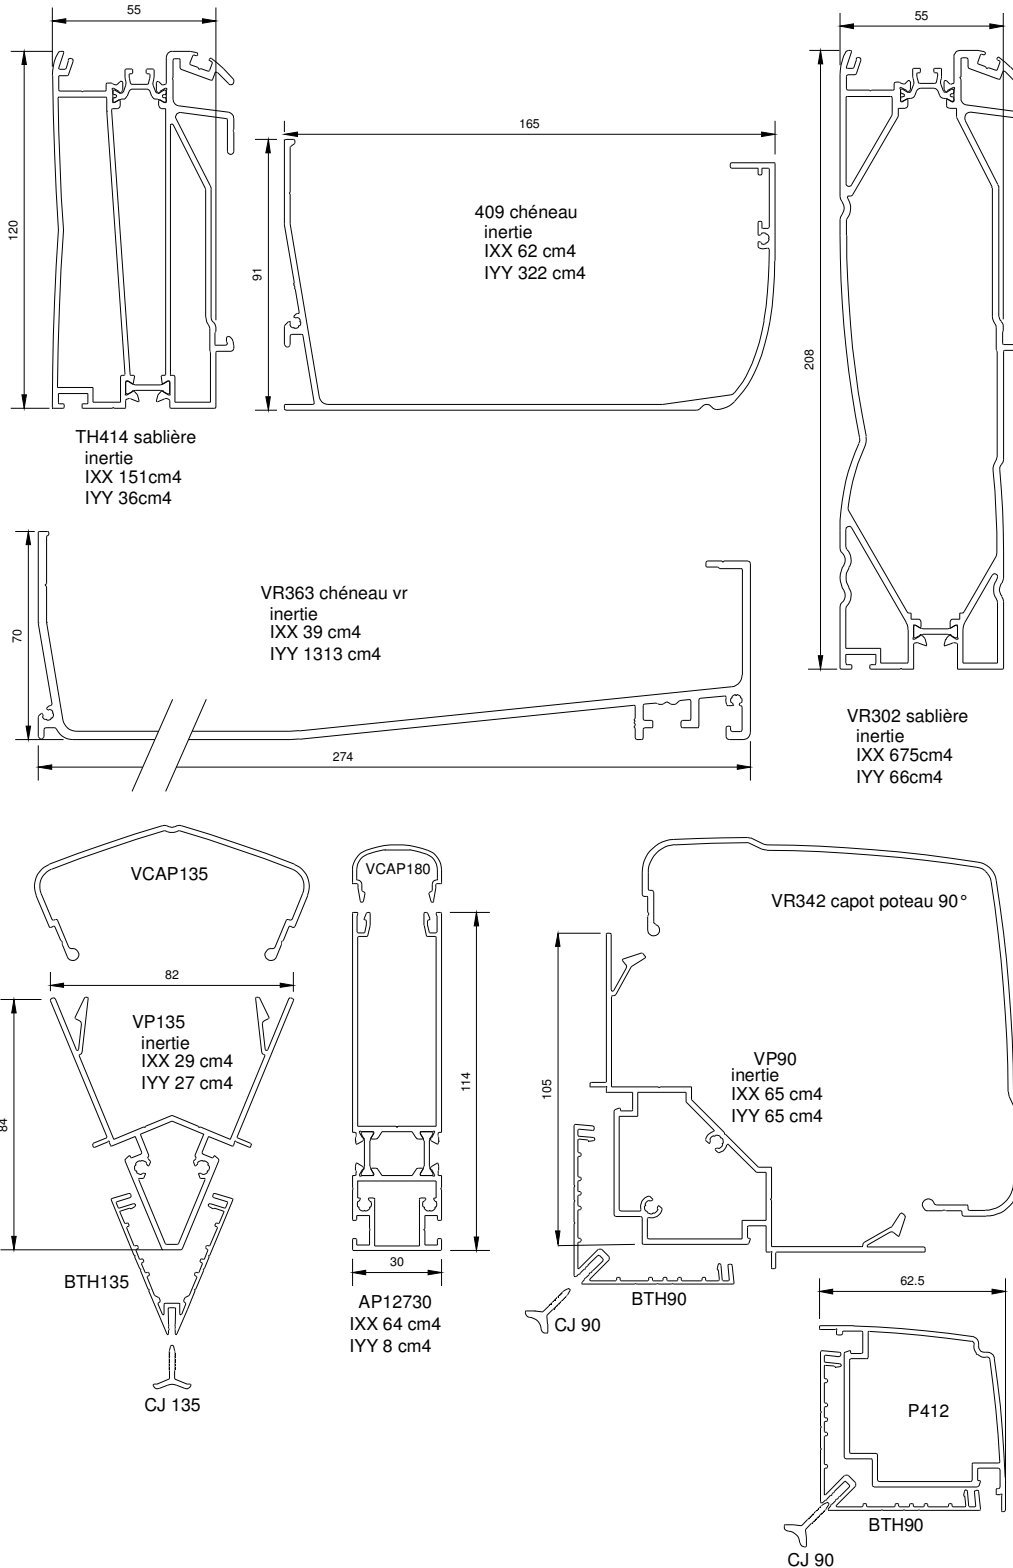 55
120
TH414 sablière
inertie
IXX 151cm4
IYY 36cm4
165
91
409 chéneau
inertie
IXX 62 cm4
IYY 322 cm4
55
208
VR302 sablière
inertie
IXX 675cm4
IYY 66cm4
70
VR363 chéneau vr
inertie
IXX 39 cm4
IYY 1313 cm4
274
VCAP135
82
84
VP135
inertie
IXX 29 cm4
IYY 27 cm4
BTH135
CJ 135
VCAP180
114
30
AP12730
IXX 64 cm4
IYY 8 cm4
VR342 capot poteau 90°
105
VP90
inertie
IXX 65 cm4
IYY 65 cm4
BTH90
CJ 90
62.5
P412
BTH90
CJ 90